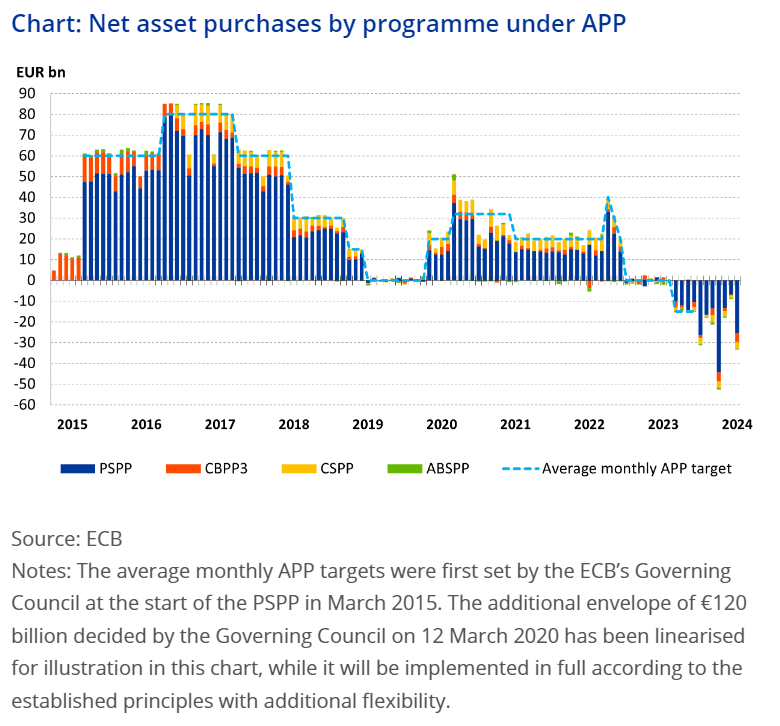 Chart: Net asset purchases by programme under APP
EUR bn
90
80
70
60
50
40
30
20
10
0
-10
-20
-30
-40
-50
-60
2015 2016 2017 2018 2019 2020 2021 2022 2023 2024
PSPP CBPP3 CSPP ABSPP Average monthly APP target
Source: ECB
Notes: The average monthly APP targets were first set by the ECB’s Governing
Council at the start of the PSPP in March 2015. The additional envelope of €120
billion decided by the Governing Council on 12 March 2020 has been linearised
for illustration in this chart, while it will be implemented in full according to the
established principles with additional flexibility.